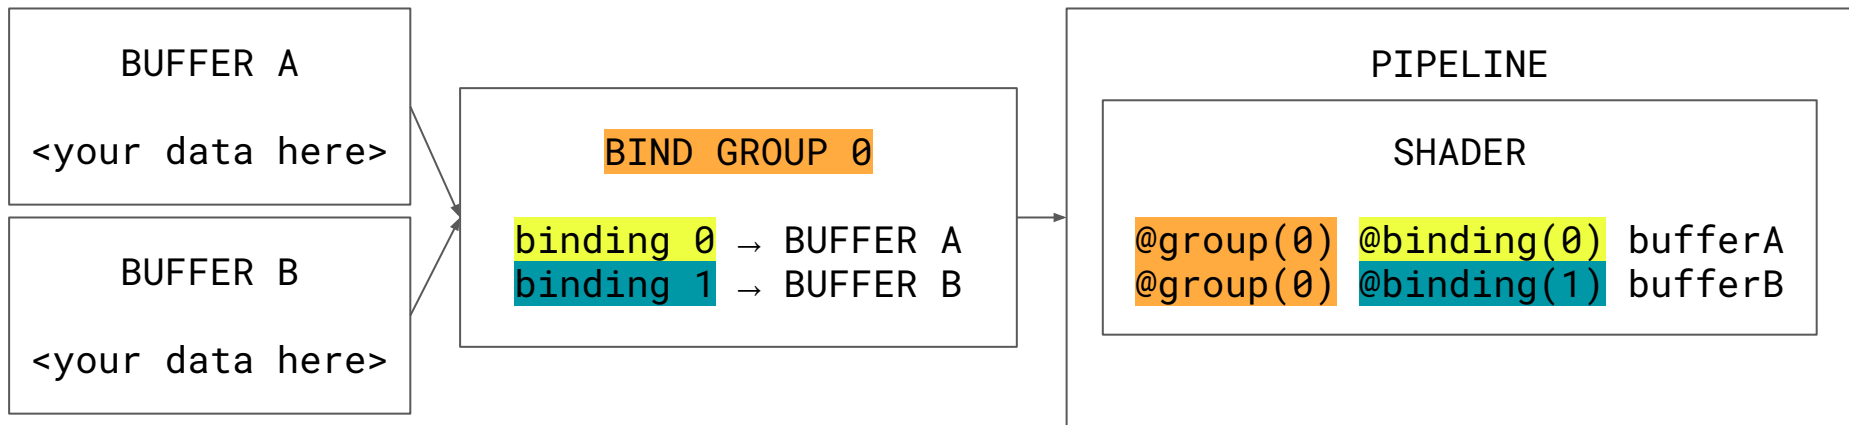 BUFFER A
<your data here>
BUFFER B
<your data here>
BIND GROUP 0
binding 0 → BUFFER A
binding 1 → BUFFER B
PIPELINE
SHADER
@group(0) @binding(0) bufferA
@group(0) @binding(1) bufferB